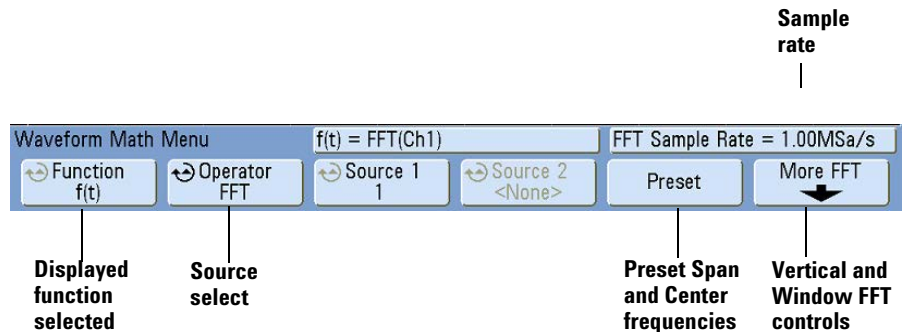 Sample
rate
Waveform Math Menu
f(t) = FFT(Ch1)
FFT Sample Rate = 1.00MSa/s
Function
f(t)
Operator
FFT
Source 1
1
Source 2
<None>
Preset
More FFT
Displayed
function
selected
Source
select
Preset Span
and Center
frequencies
Vertical and
Window FFT
controls